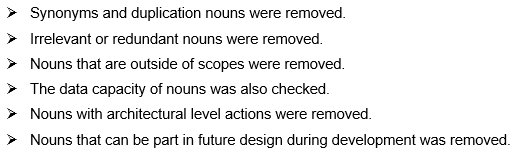 ➢ Synonyms and duplication nouns were removed.
➢ Irrelevant or redundant nouns were removed.
➢ Nouns that are outside of scopes were removed.
➢ The data capacity of nouns was also checked.
➢ Nouns with architectural level actions were removed.
➢ Nouns that can be part in future design during development was removed.